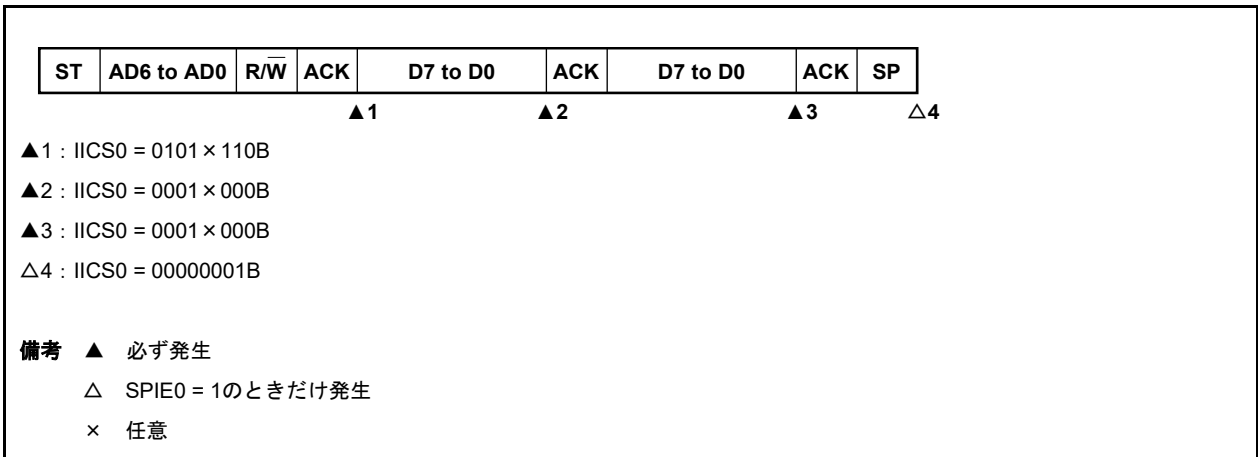 ST AD6 to AD0 R/W̅ ACK D7 to D0 ACK D7 to D0 ACK SP
▲1 ▲2 ▲3 △4
▲1：IICS0 = 0101×110B
▲2：IICS0 = 0001×000B
▲3：IICS0 = 0001×000B
△4：IICS0 = 00000001B
備考 ▲ 必ず発生
△ SPIE0 = 1のときだけ発生
× 任意